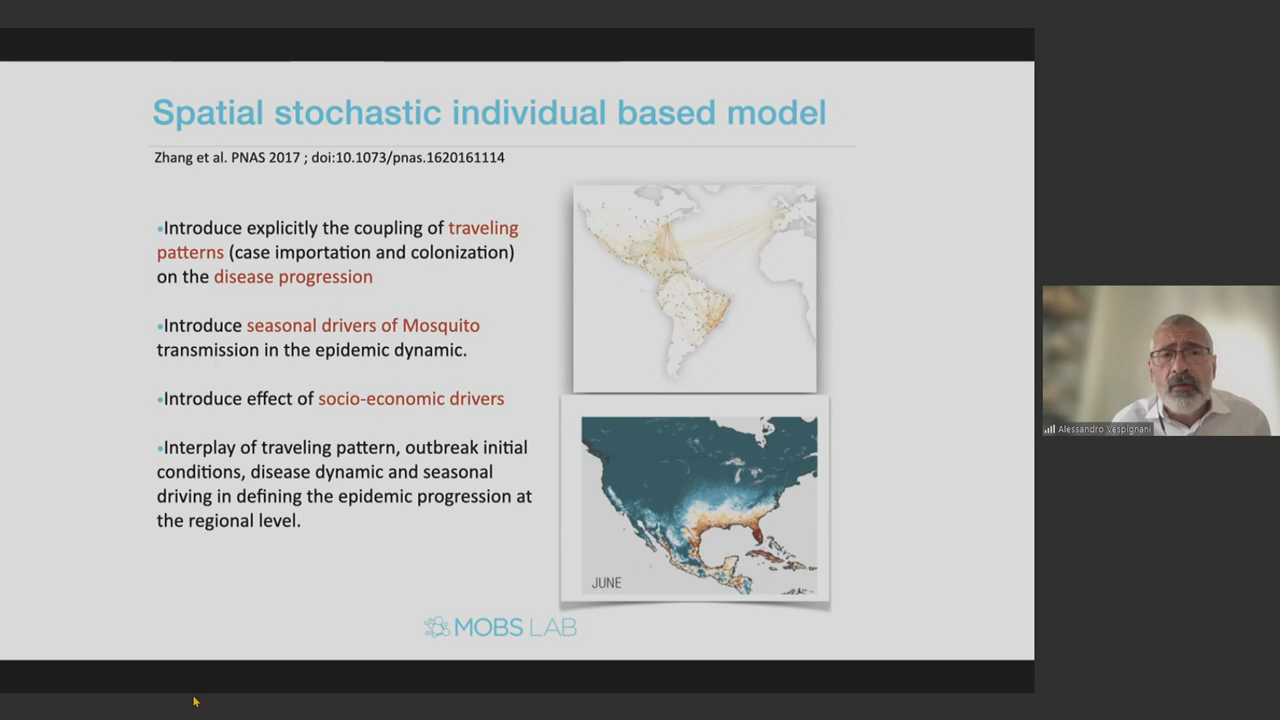 Spatial stochastic individual based model
Zhang et al. PNAS 2017 ; doi:10.1073/pnas.1620161114
•Introduce explicitly the coupling of traveling
patterns (case importation and colonization)
on the disease progression
•Introduce seasonal drivers of Mosquito
transmission in the epidemic dynamic.
•Introduce effect of socio-economic drivers
•Interplay of traveling pattern, outbreak initial
conditions, disease dynamic and seasonal
driving in defining the epidemic progression at
the regional level.
JUNE
MOBS LAB
Alessandro Vespignani